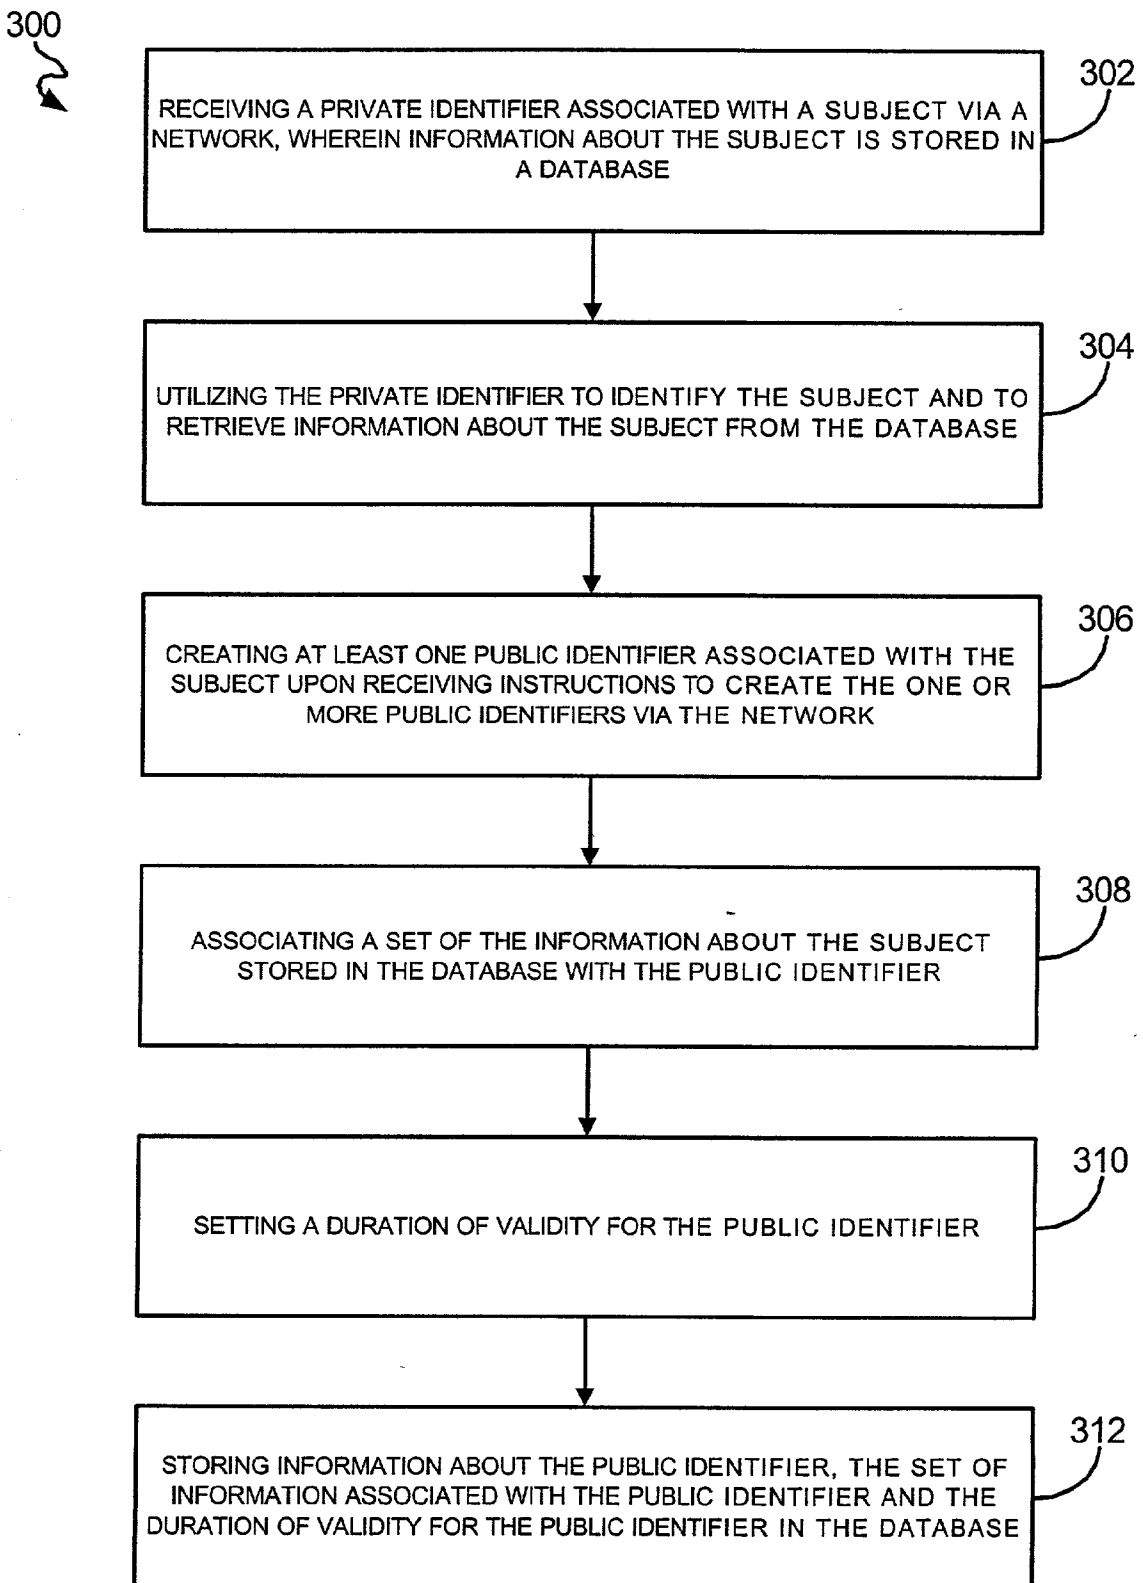 300
302
RECEIVING A PRIVATE IDENTIFIER ASSOCIATED WITH A SUBJECT VIA A
NETWORK, WHEREIN INFORMATION ABOUT THE SUBJECT IS STORED IN
A DATABASE
304
UTILIZING THE PRIVATE IDENTIFIER TO IDENTIFY THE SUBJECT AND TO
RETRIEVE INFORMATION ABOUT THE SUBJECT FROM THE DATABASE
306
CREATING AT LEAST ONE PUBLIC IDENTIFIER ASSOCIATED WITH THE
SUBJECT UPON RECEIVING INSTRUCTIONS TO CREATE THE ONE OR
MORE PUBLIC IDENTIFIERS VIA THE NETWORK
308
ASSOCIATING A SET OF THE INFORMATION ABOUT THE SUBJECT
STORED IN THE DATABASE WITH THE PUBLIC IDENTIFIER
310
SETTING A DURATION OF VALIDITY FOR THE PUBLIC IDENTIFIER
312
STORING INFORMATION ABOUT THE PUBLIC IDENTIFIER, THE SET OF
INFORMATION ASSOCIATED WITH THE PUBLIC IDENTIFIER AND THE
DURATION OF VALIDITY FOR THE PUBLIC IDENTIFIER IN THE DATABASE